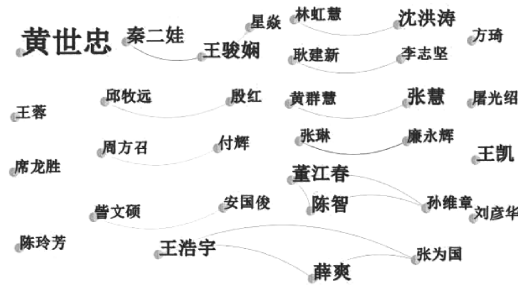 黄世忠
秦二娃
星焱
王骏娴
林虹慧
沈洪涛
方琦
耿建新
李志坚
邱牧远
殷红
黄群慧
张慧
屠光绍
王蓉
周方召
付辉
张琳
廉永辉
王凯
席龙胜
董江春
訾文硕
安国俊
陈智
孙维章
刘彦华
陈玲芳
王浩宇
薛爽
张为国